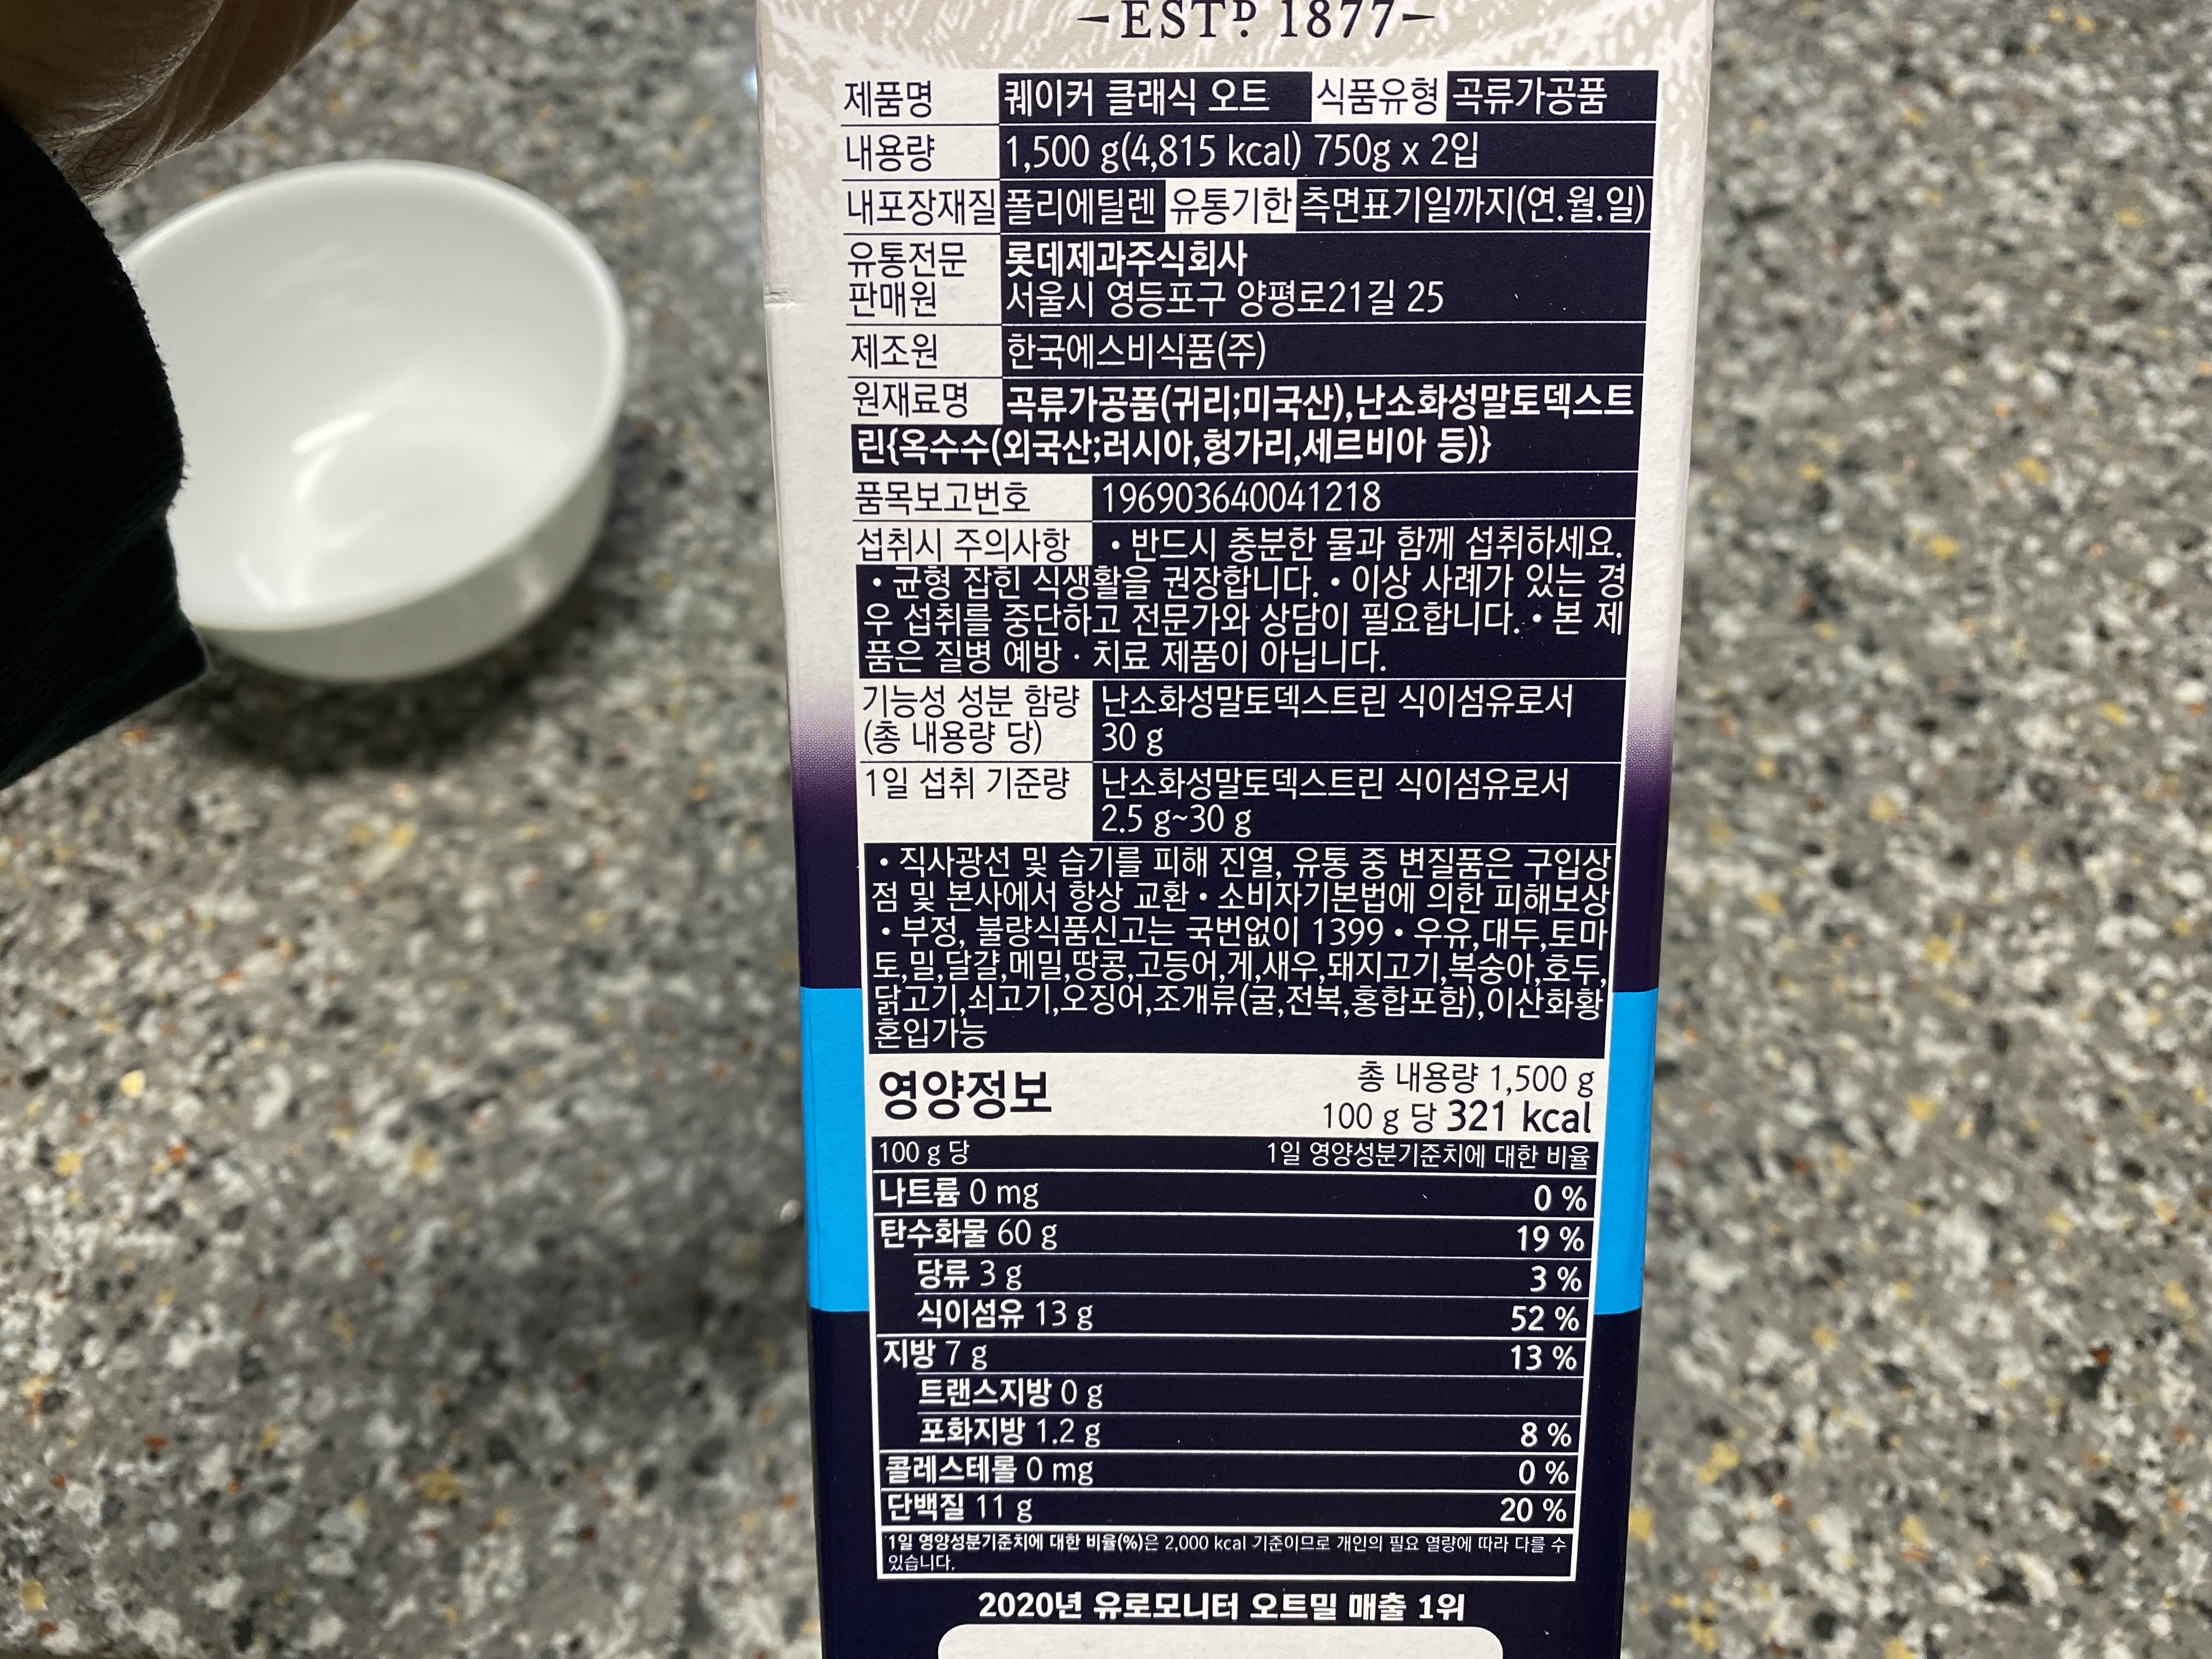 ESTD. 1877
제품명 퀘이커 클래식 오트 식품유형 곡류가공품
내용량 1,500 g(4,815 kcal) 750g x 2입
내포장재질 폴리에틸렌 유통기한 측면표기일까지(연.월.일)
유통전문 롯데제과주식회사
판매원 서울시 영등포구 양평로21길 25
제조원 한국에스비식품(주)
원재료명 곡류가공품(귀리;미국산),난소화성말토덱스트
린{옥수수(외국산;러시아,헝가리,세르비아 등)}
품목보고번호 196903640041218
섭취시 주의사항 • 반드시 충분한 물과 함께 섭취하세요.
• 균형 잡힌 식생활을 권장합니다. • 이상 사례가 있는 경
우 섭취를 중단하고 전문가와 상담이 필요합니다. • 본 제
품은 질병 예방 · 치료 제품이 아닙니다.
기능성 성분 함량 난소화성말토덱스트린 식이섬유로서
(총 내용량 당) 30 g
1일 섭취 기준량 난소화성말토덱스트린 식이섬유로서
2.5 g~30 g
• 직사광선 및 습기를 피해 진열, 유통 중 변질품은 구입상
점 및 본사에서 항상 교환 • 소비자기본법에 의한 피해보상
• 부정, 불량식품신고는 국번없이 1399 • 우유,대두,토마
토,밀,달걀,메밀,땅콩,고등어,게,새우,돼지고기,복숭아,호두,
닭고기,쇠고기,오징어,조개류(굴,전복,홍합포함),이산화황
혼입가능
영양정보 총 내용량 1,500 g
100 g 당 321 kcal
100 g 당 1일 영양성분기준치에 대한 비율
나트륨 0 mg 0 %
탄수화물 60 g 19 %
당류 3 g 3 %
식이섬유 13 g 52 %
지방 7 g 13 %
트랜스지방 0 g
포화지방 1.2 g 8 %
콜레스테롤 0 mg 0 %
단백질 11 g 20 %
1일 영양성분기준치에 대한 비율(%)은 2,000 kcal 기준이므로 개인의 필요 열량에 따라 다를 수
있습니다.
2020년 유로모니터 오트밀 매출 1위